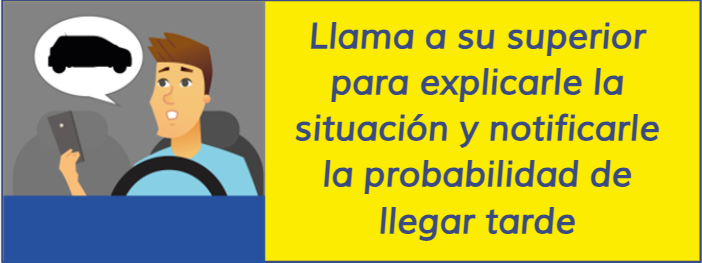 Llama a su superior
para explicarle la
situación y notificarle
la probabilidad de
llegar tarde